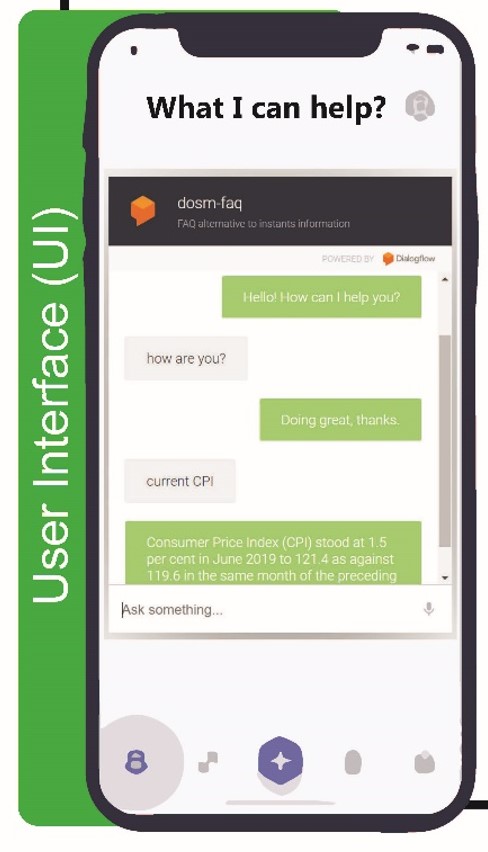 User Interface (UI)
What I can help?
dosm-faq
FAQ alternative to instants information
POWERED BY Dialogflow
Hello! How can I help you?
how are you?
Doing great, thanks.
current CPI
Consumer Price Index (CPI) stood at 1.5
per cent in June 2019 to 121.4 as against
119.6 in the same month of the preceding
Ask something...